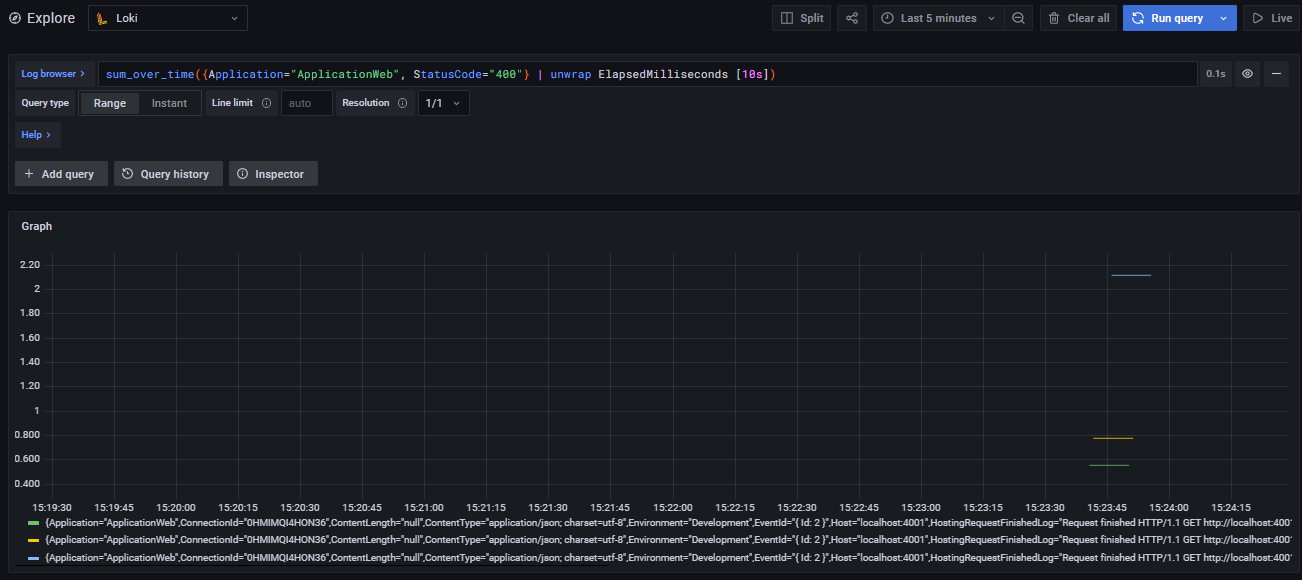 Explore Loki Split Last 5 minutes Clear all Run query Live
Log browser > sum_over_time({Application="ApplicationWeb", StatusCode="400"} | unwrap ElapsedMilliseconds [10s]) 0.1s
Query type Range Instant Line limit auto Resolution 1/1
Help >
+ Add query Query history Inspector
Graph
2.20
2
1.80
1.60
1.40
1.20
1
0.800
0.600
0.400
15:19:30 15:19:45 15:20:00 15:20:15 15:20:30 15:20:45 15:21:00 15:21:15 15:21:30 15:21:45 15:22:00 15:22:15 15:22:30 15:22:45 15:23:00 15:23:15 15:23:30 15:23:45 15:24:00 15:24:15
{Application="ApplicationWeb",ConnectionId="0HMIMQI4HON36",ContentLength="null",ContentType="application/json; charset=utf-8",Environment="Development",EventId="{ Id: 2 }",Host="localhost:4001",HostingRequestFinishedLog="Request finished HTTP/1.1 GET http://localhost:400
{Application="ApplicationWeb",ConnectionId="0HMIMQI4HON36",ContentLength="null",ContentType="application/json; charset=utf-8",Environment="Development",EventId="{ Id: 2 }",Host="localhost:4001",HostingRequestFinishedLog="Request finished HTTP/1.1 GET http://localhost:400
{Application="ApplicationWeb",ConnectionId="0HMIMQI4HON36",ContentLength="null",ContentType="application/json; charset=utf-8",Environment="Development",EventId="{ Id: 2 }",Host="localhost:4001",HostingRequestFinishedLog="Request finished HTTP/1.1 GET http://localhost:400